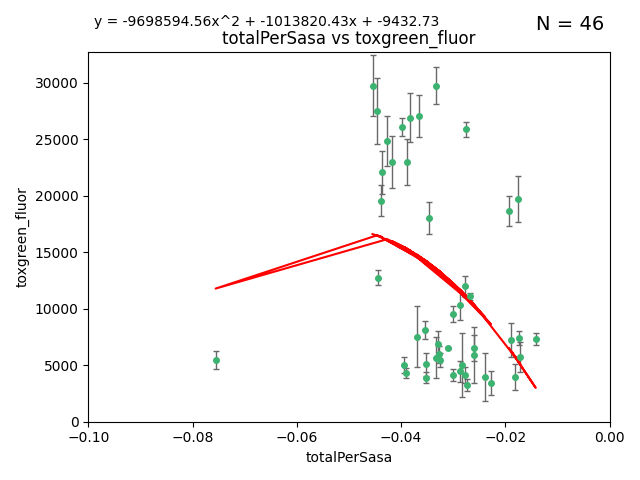 y = -9698594.56x^2 + -1013820.43x + -9432.73
N = 46
totalPerSasa vs toxgreen_fluor
toxgreen_fluor
30000
25000
20000
15000
10000
5000
0
−0.10
−0.08
−0.06
−0.04
−0.02
0.00
totalPerSasa